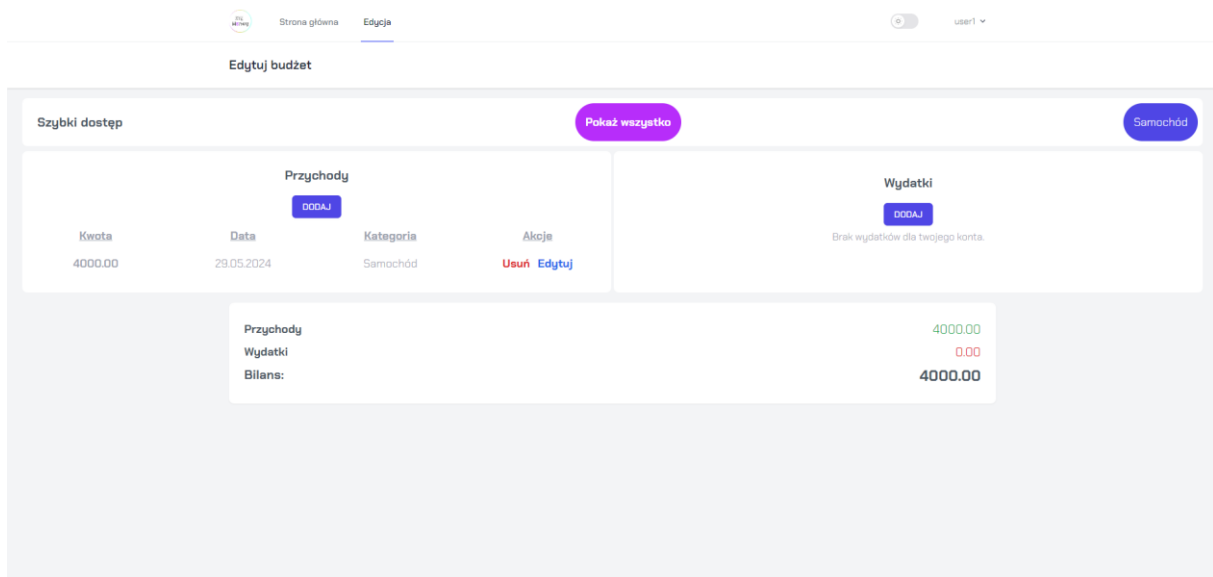 Strona główna Edycja user1
Edytuj budżet
Szybki dostęp Pokaż wszystko Samochód
Przychody
DODAJ
Kwota Data Kategoria Akcje
4000.00 29.05.2024 Samochód Usuń Edytuj
Wydatki
DODAJ
Brak wydatków dla twojego konta.
Przychody 4000.00
Wydatki 0.00
Bilans: 4000.00